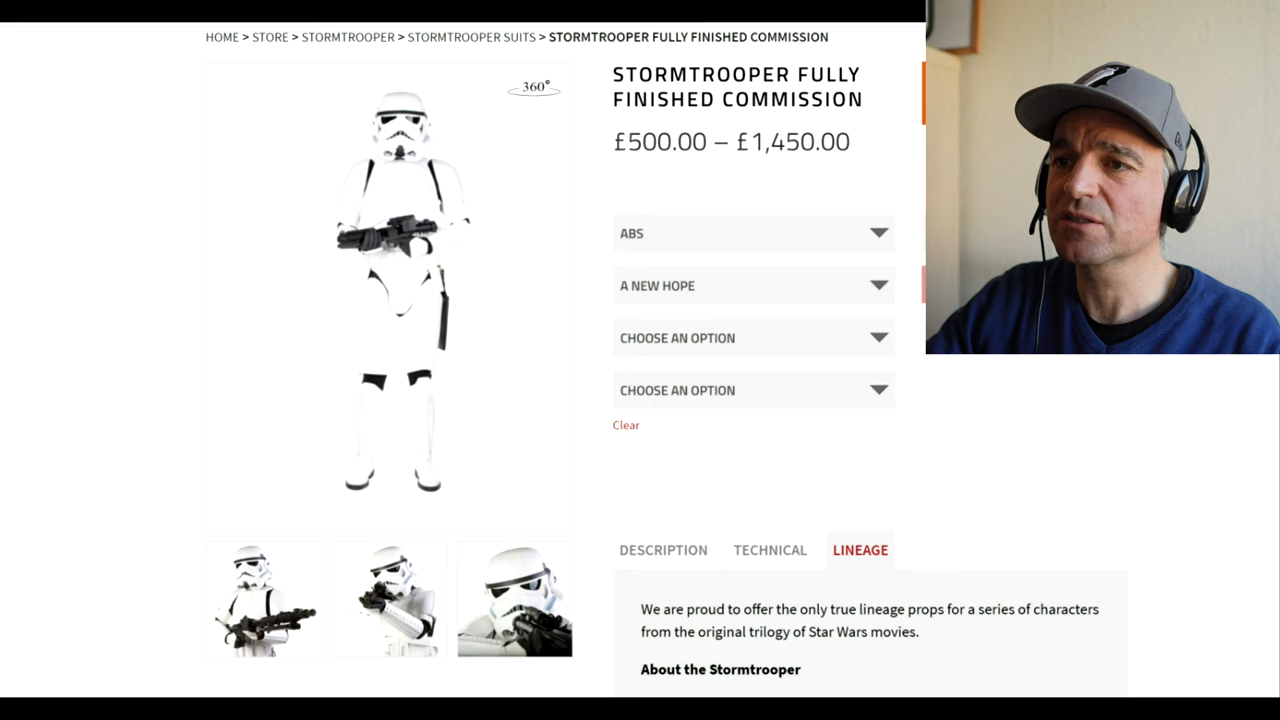 HOME > STORE > STORMTROOPER > STORMTROOPER SUITS > STORMTROOPER FULLY FINISHED COMMISSION
360°
STORMTROOPER FULLY
FINISHED COMMISSION
£500.00 – £1,450.00
ABS
A NEW HOPE
CHOOSE AN OPTION
CHOOSE AN OPTION
Clear
DESCRIPTION TECHNICAL LINEAGE
We are proud to offer the only true lineage props for a series of characters
from the original trilogy of Star Wars movies.
About the Stormtrooper